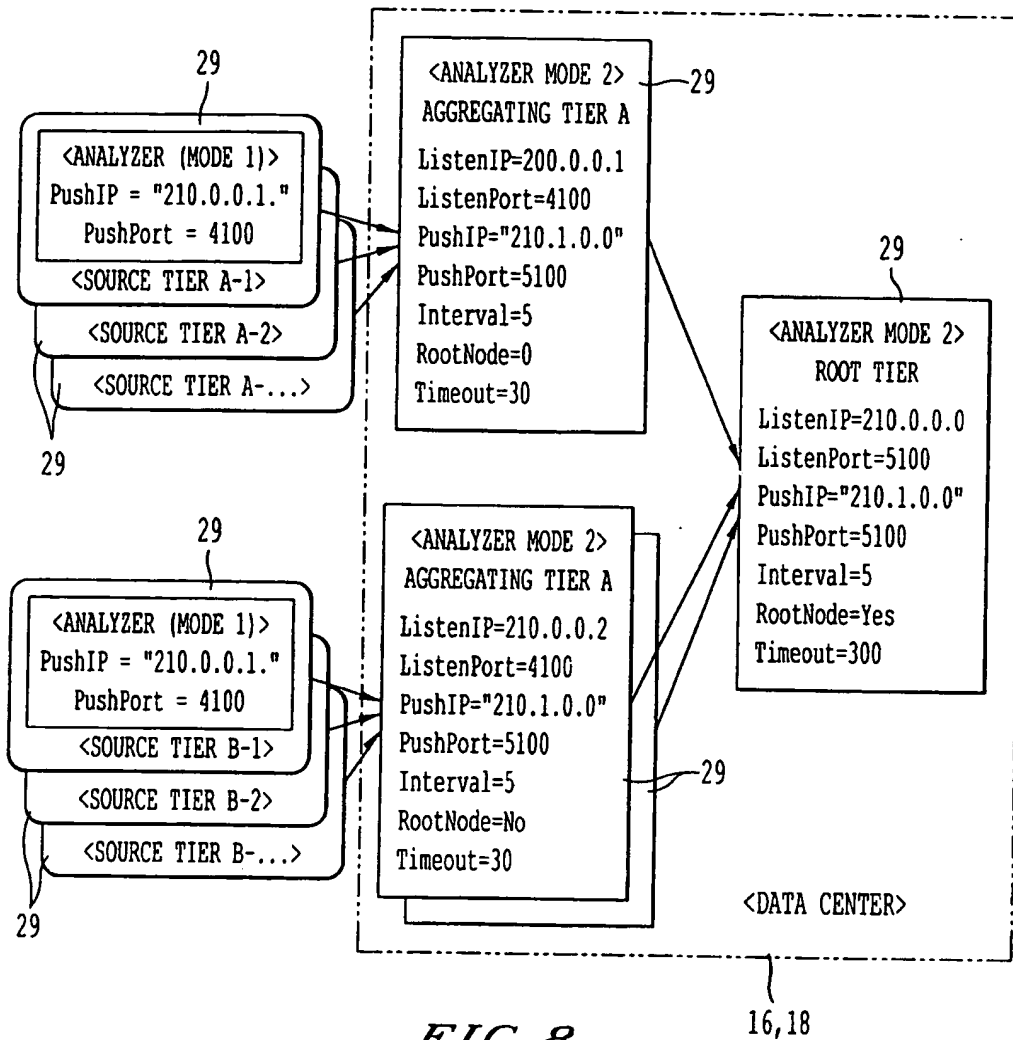 29
<ANALYZER (MODE 1)>
PushIP = "210.0.0.1."
PushPort = 4100
<SOURCE TIER A-1>
<SOURCE TIER A-2>
<SOURCE TIER A-...>
29
<ANALYZER MODE 2>
AGGREGATING TIER A
ListenIP=200.0.0.1
ListenPort=4100
PushIP="210.1.0.0"
PushPort=5100
Interval=5
RootNode=0
Timeout=30
29
29
<ANALYZER MODE 2>
ROOT TIER
ListenIP=210.0.0.0
ListenPort=5100
PushIP="210.1.0.0"
PushPort=5100
Interval=5
RootNode=Yes
Timeout=300
29
<ANALYZER (MODE 1)>
PushIP = "210.0.0.1."
PushPort = 4100
<SOURCE TIER B-1>
<SOURCE TIER B-2>
<SOURCE TIER B-...>
29
<ANALYZER MODE 2>
AGGREGATING TIER A
ListenIP=210.0.0.2
ListenPort=4100
PushIP="210.1.0.0"
PushPort=5100
Interval=5
RootNode=No
Timeout=30
29
<DATA CENTER>
16,18
FIG. 8